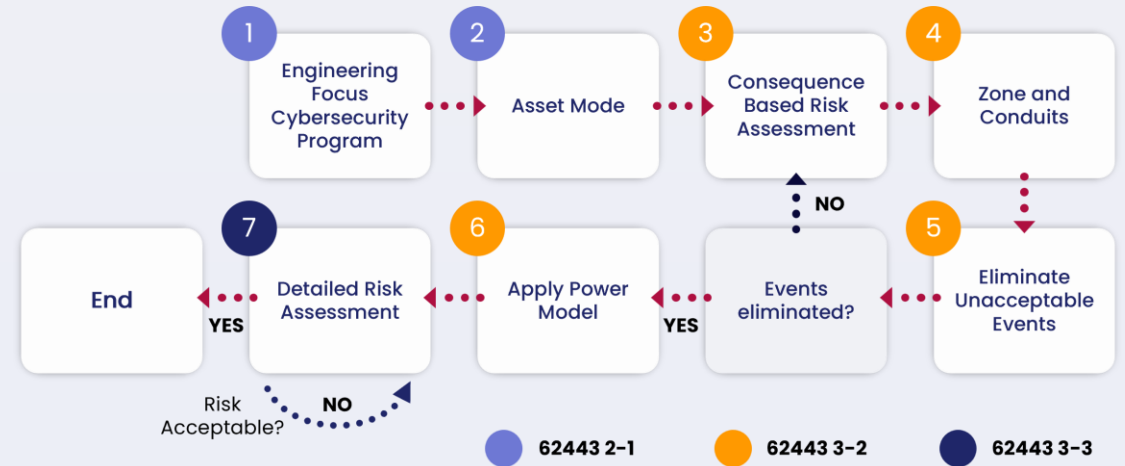 1
Engineering
Focus
Cybersecurity
Program
2
Asset Mode
3
Consequence
Based Risk
Assessment
4
Zone and
Conduits
5
Eliminate
Unacceptable
Events
Events
eliminated?
NO
YES
6
Apply Power
Model
7
Detailed Risk
Assessment
YES
End
Risk
Acceptable?
NO
62443 2-1
62443 3-2
62443 3-3